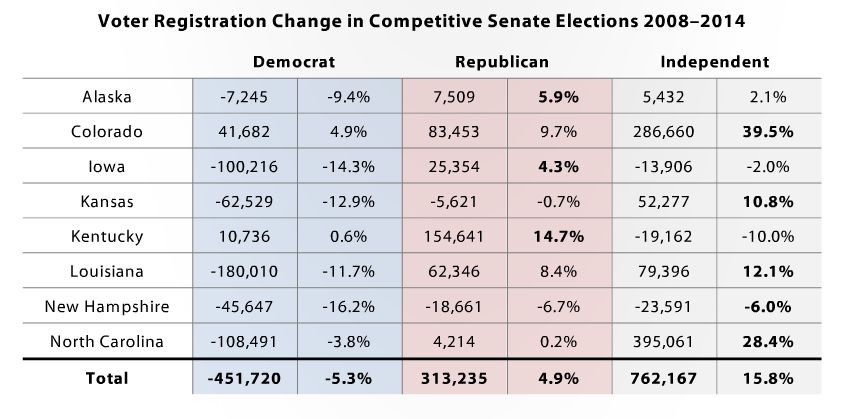 Voter Registration Change in Competitive Senate Elections 2008–2014
Democrat Republican Independent
Alaska -7,245 -9.4% 7,509 5.9% 5,432 2.1%
Colorado 41,682 4.9% 83,453 9.7% 286,660 39.5%
Iowa -100,216 -14.3% 25,354 4.3% -13,906 -2.0%
Kansas -62,529 -12.9% -5,621 -0.7% 52,277 10.8%
Kentucky 10,736 0.6% 154,641 14.7% -19,162 -10.0%
Louisiana -180,010 -11.7% 62,346 8.4% 79,396 12.1%
New Hampshire -45,647 -16.2% -18,661 -6.7% -23,591 -6.0%
North Carolina -108,491 -3.8% 4,214 0.2% 395,061 28.4%
Total -451,720 -5.3% 313,235 4.9% 762,167 15.8%